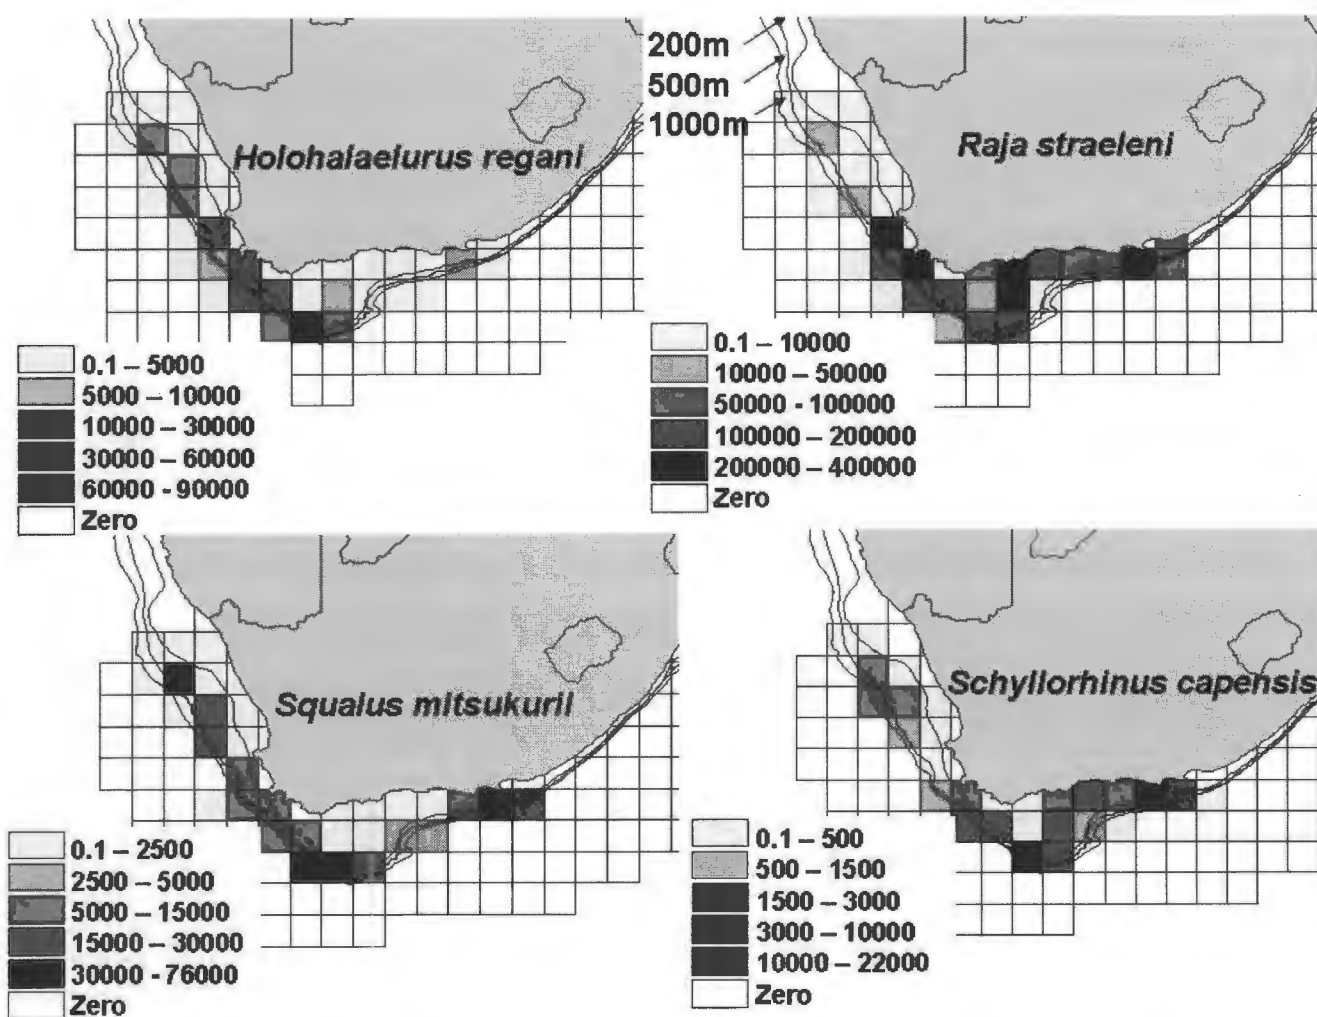 200m
500m
1000m
Holohalaelurus regani
0.1 – 5000
5000 – 10000
10000 – 30000
30000 – 60000
60000 - 90000
Zero
Raja straeleni
0.1 – 10000
10000 – 50000
50000 - 100000
100000 – 200000
200000 – 400000
Zero
Squalus mitsukurii
0.1 – 2500
2500 – 5000
5000 – 15000
15000 – 30000
30000 - 76000
Zero
Schyllorhinus capensis
0.1 – 500
500 – 1500
1500 – 3000
3000 – 10000
10000 – 22000
Zero